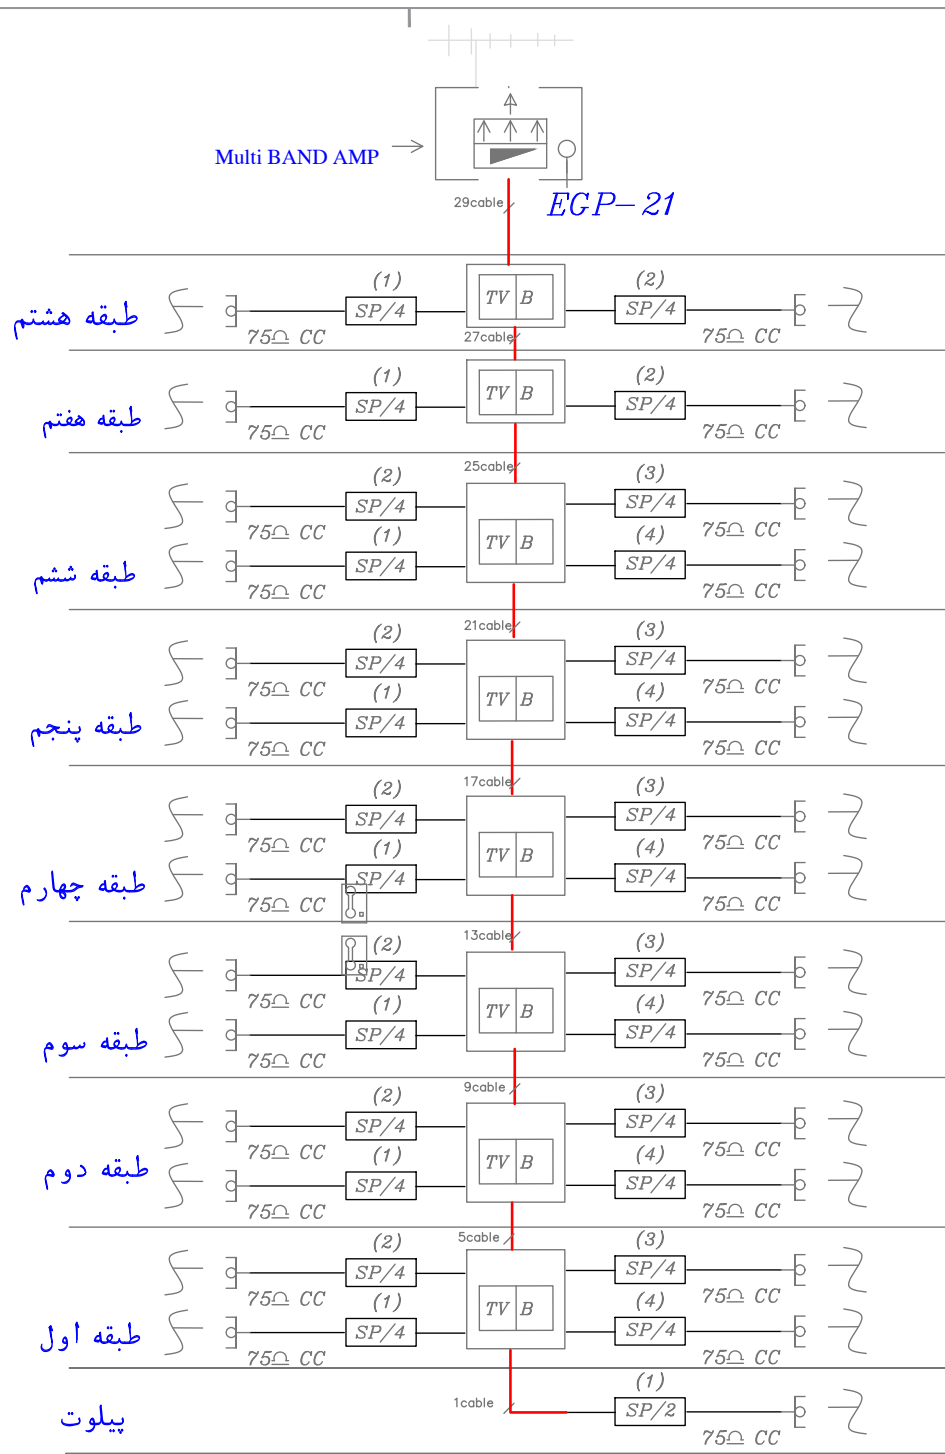 Multi BAND AMP
29cable
EGP-21
(1) (2)
طبقه هشتم SP/4 TV B SP/4
75Ω CC 27cable 75Ω CC
(1) (2)
طبقه هفتم SP/4 TV B SP/4
75Ω CC 75Ω CC
25cable
(2) (3)
SP/4 SP/4
75Ω CC 75Ω CC
(1) (4)
طبقه ششم SP/4 TV B SP/4
75Ω CC 75Ω CC
21cable
(2) (3)
SP/4 SP/4
75Ω CC 75Ω CC
(1) (4)
طبقه پنجم SP/4 TV B SP/4
75Ω CC 75Ω CC
17cable
(2) (3)
SP/4 SP/4
75Ω CC 75Ω CC
(1) (4)
طبقه چهارم SP/4 TV B SP/4
75Ω CC 75Ω CC
13cable
(2) (3)
SP/4 SP/4
75Ω CC 75Ω CC
(1) (4)
طبقه سوم SP/4 TV B SP/4
75Ω CC 75Ω CC
9cable
(2) (3)
SP/4 SP/4
75Ω CC 75Ω CC
(1) (4)
طبقه دوم SP/4 TV B SP/4
75Ω CC 75Ω CC
5cable
(2) (3)
SP/4 SP/4
75Ω CC 75Ω CC
(1) (4)
طبقه اول SP/4 TV B SP/4
75Ω CC 75Ω CC
(1)
پیلوت 1cable SP/2
75Ω CC